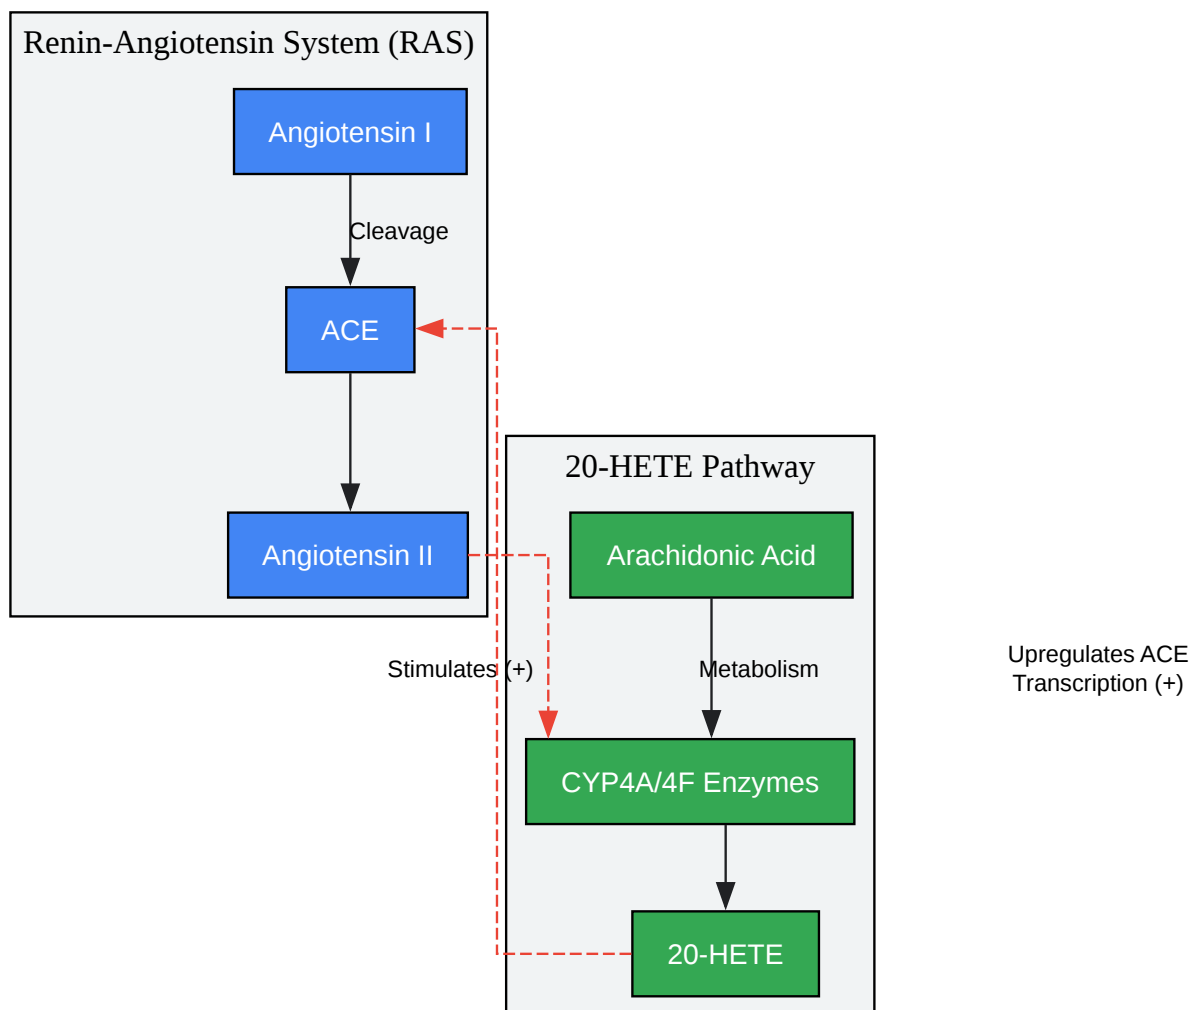 Renin-Angiotensin System (RAS)
Angiotensin I
Cleavage
ACE
Angiotensin II
20-HETE Pathway
Arachidonic Acid
Stimulates (+)
Metabolism
Upregulates ACE
Transcription (+)
CYP4A/4F Enzymes
20-HETE